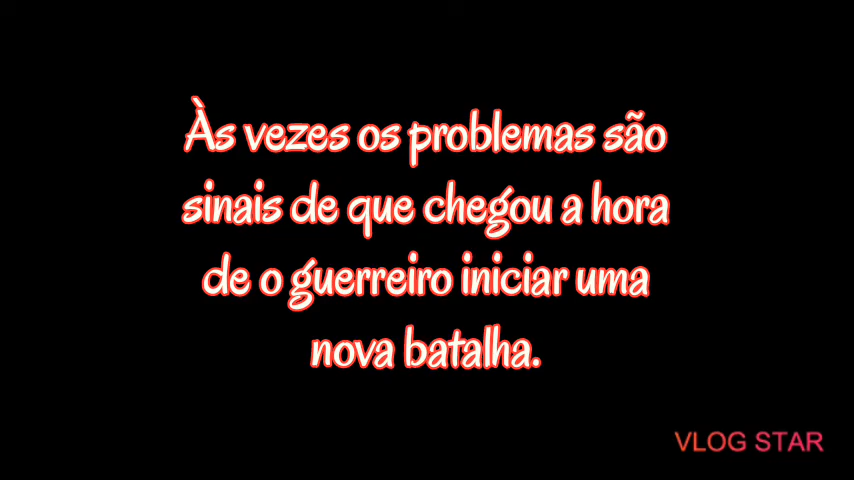 Às vezes os problemas são
sinais de que chegou a hora
de o guerreiro iniciar uma
nova batalha.
VLOG STAR